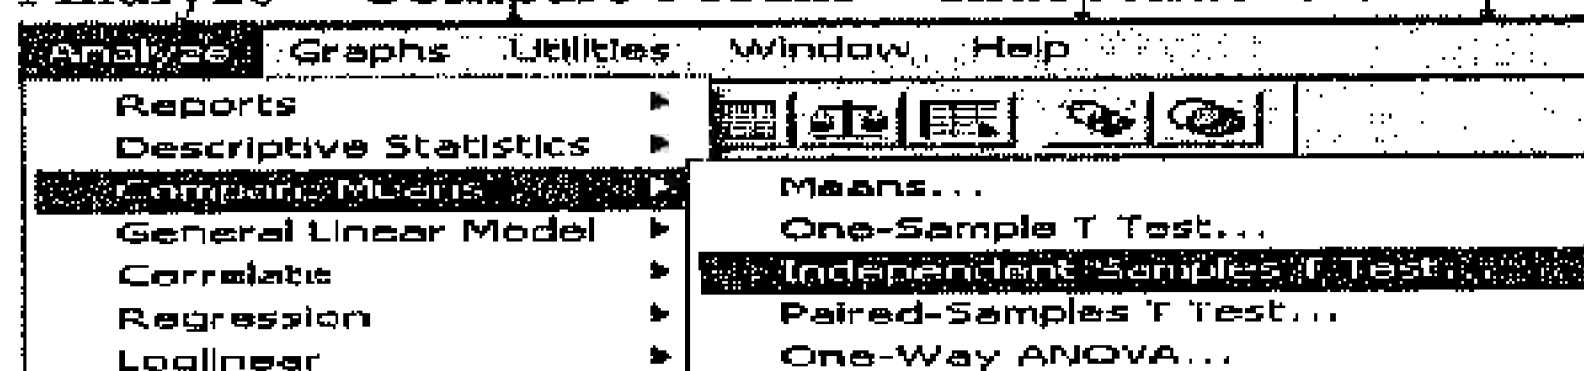 Analyze Graphs Utilities Window Help
Reports
Descriptive Statistics
Compare Means
General Linear Model
Correlate
Regression
Loglinear
Means...
One-Sample T Test...
Independent-Samples T Test...
Paired-Samples T Test...
One-Way ANOVA...